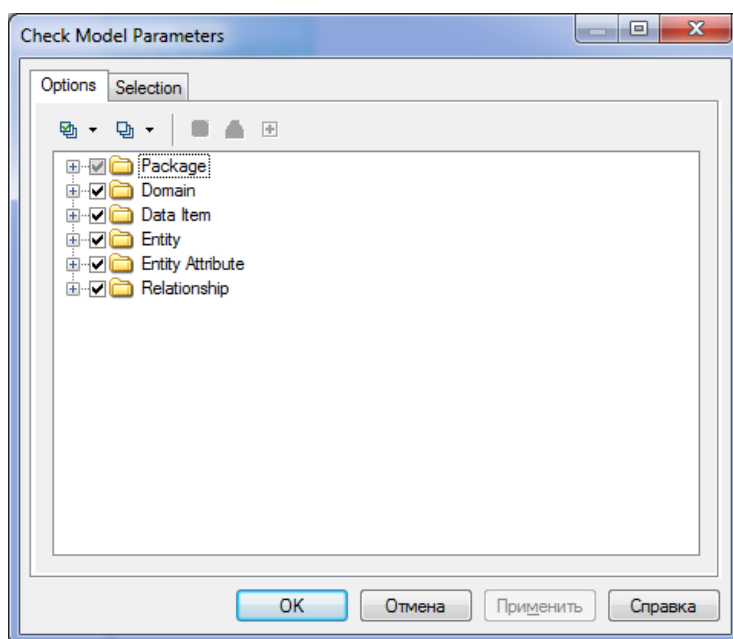 Check Model Parameters
Options Selection
Package
Domain
Data Item
Entity
Entity Attribute
Relationship
OK Отмена Применить Справка